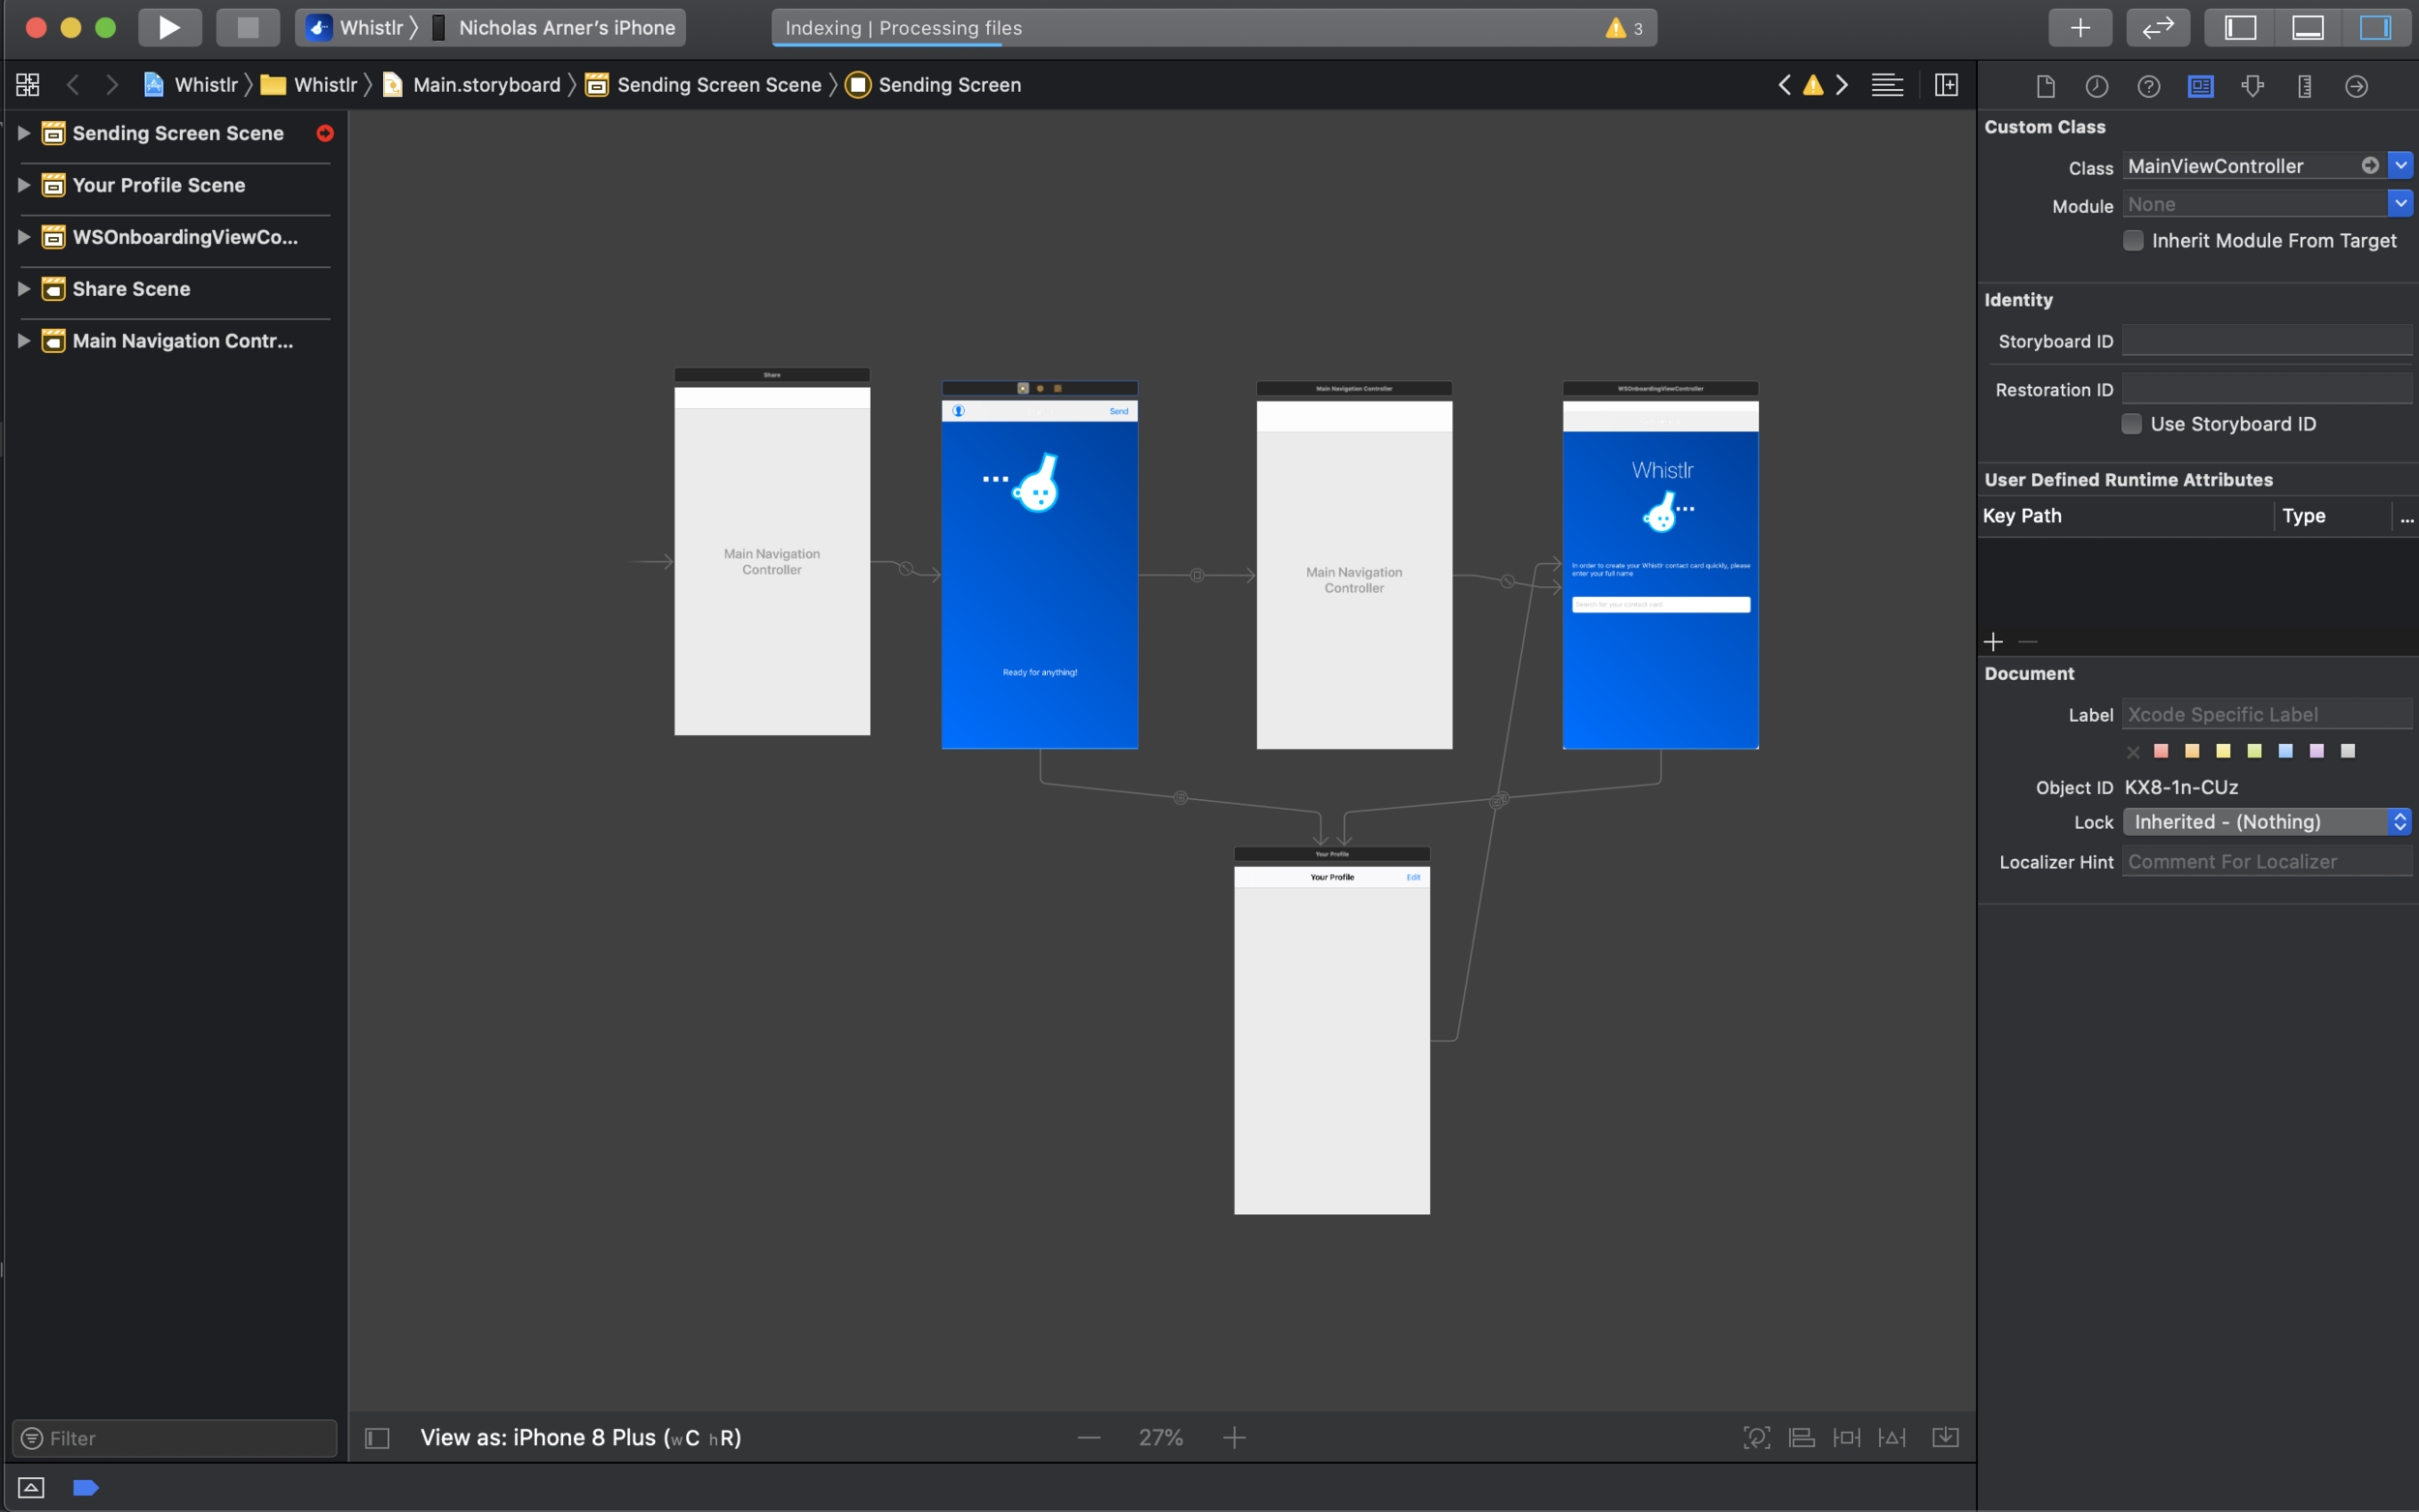 Whistlr 〉 Nicholas Arner’s iPhone
Indexing | Processing files
3
Whistlr 〉 Whistlr 〉 Main.storyboard 〉 Sending Screen Scene 〉 Sending Screen
Sending Screen Scene
Your Profile Scene
WSOnboardingViewCo...
Share Scene
Main Navigation Contr...
Share
Main Navigation
Controller
Send
Ready for anything!
Main Navigation Controller
Main Navigation
Controller
WSOnboardingViewController
Whistlr
In order to create your Whistlr contact card quickly, please
enter your full name
Search for your contact card
Your Profile
Your Profile
Edit
Custom Class
Class MainViewController
Module None
Inherit Module From Target
Identity
Storyboard ID
Restoration ID
Use Storyboard ID
User Defined Runtime Attributes
Key Path Type ...
Document
Label Xcode Specific Label
Object ID KX8-1n-CUz
Lock Inherited - (Nothing)
Localizer Hint Comment For Localizer
Filter
View as: iPhone 8 Plus (wC hR)
27%